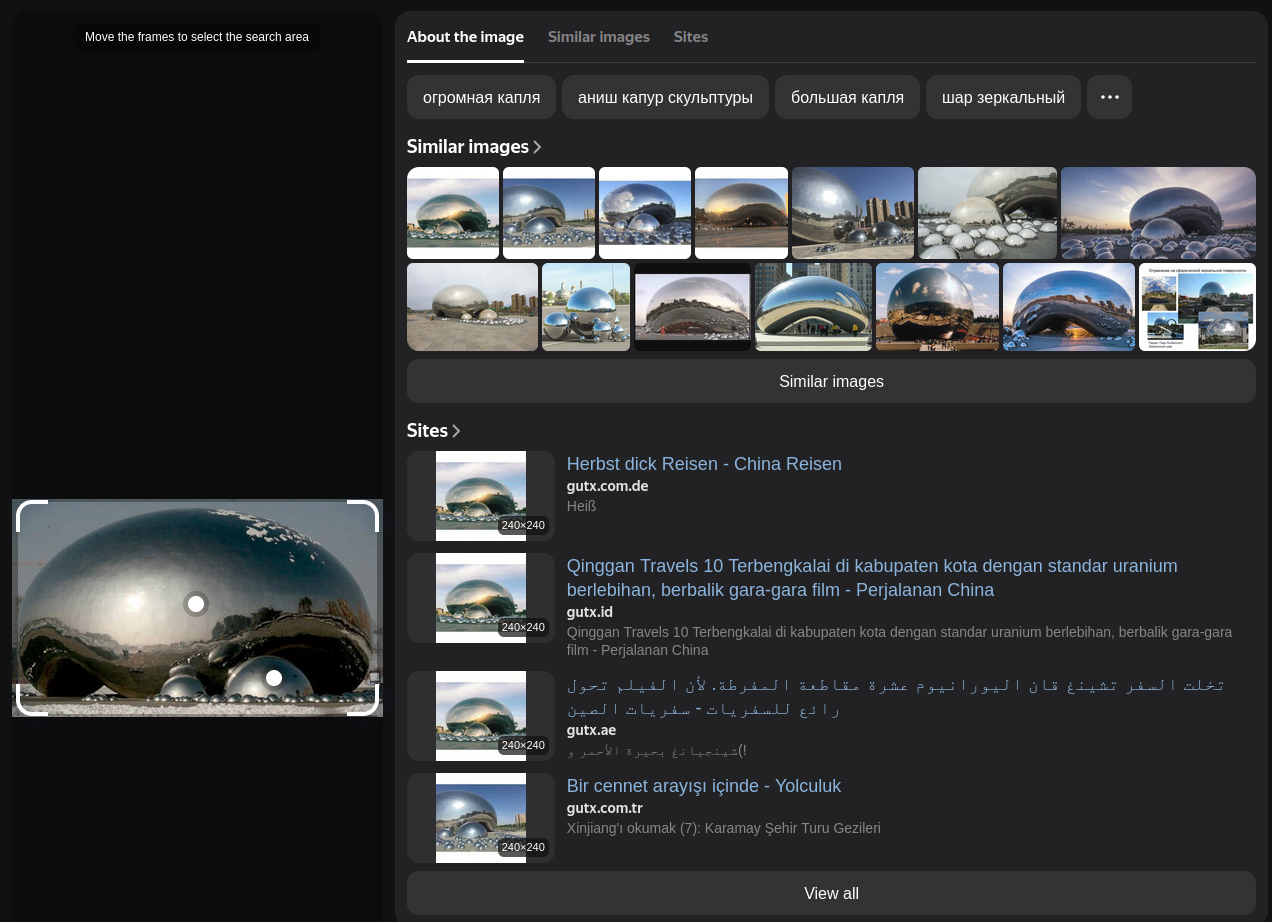 Move the frames to select the search area
About the image
Similar images
Sites
огромная капля
аниш капур скульптуры
большая капля
шар зеркальный
Similar images
Отражение на сферической зеркальной поверхности
Similar images
Sites
Herbst dick Reisen - China Reisen
gutx.com.de
Heiß
240×240
Qinggan Travels 10 Terbengkalai di kabupaten kota dengan standar uranium
berlebihan, berbalik gara-gara film - Perjalanan China
gutx.id
Qinggan Travels 10 Terbengkalai di kabupaten kota dengan standar uranium berlebihan, berbalik gara-gara
film - Perjalanan China
240×240
تخلت السفر تشينغ قان اليورانيوم عشرة مقاطعة المفرطة. لأن الفيلم تحول
رائع للسفريات - سفريات الصين
gutx.ae
شينجيانغ بحيرة الأحمر و(!
240×240
Bir cennet arayışı içinde - Yolculuk
gutx.com.tr
Xinjiang'ı okumak (7): Karamay Şehir Turu Gezileri
240×240
View all